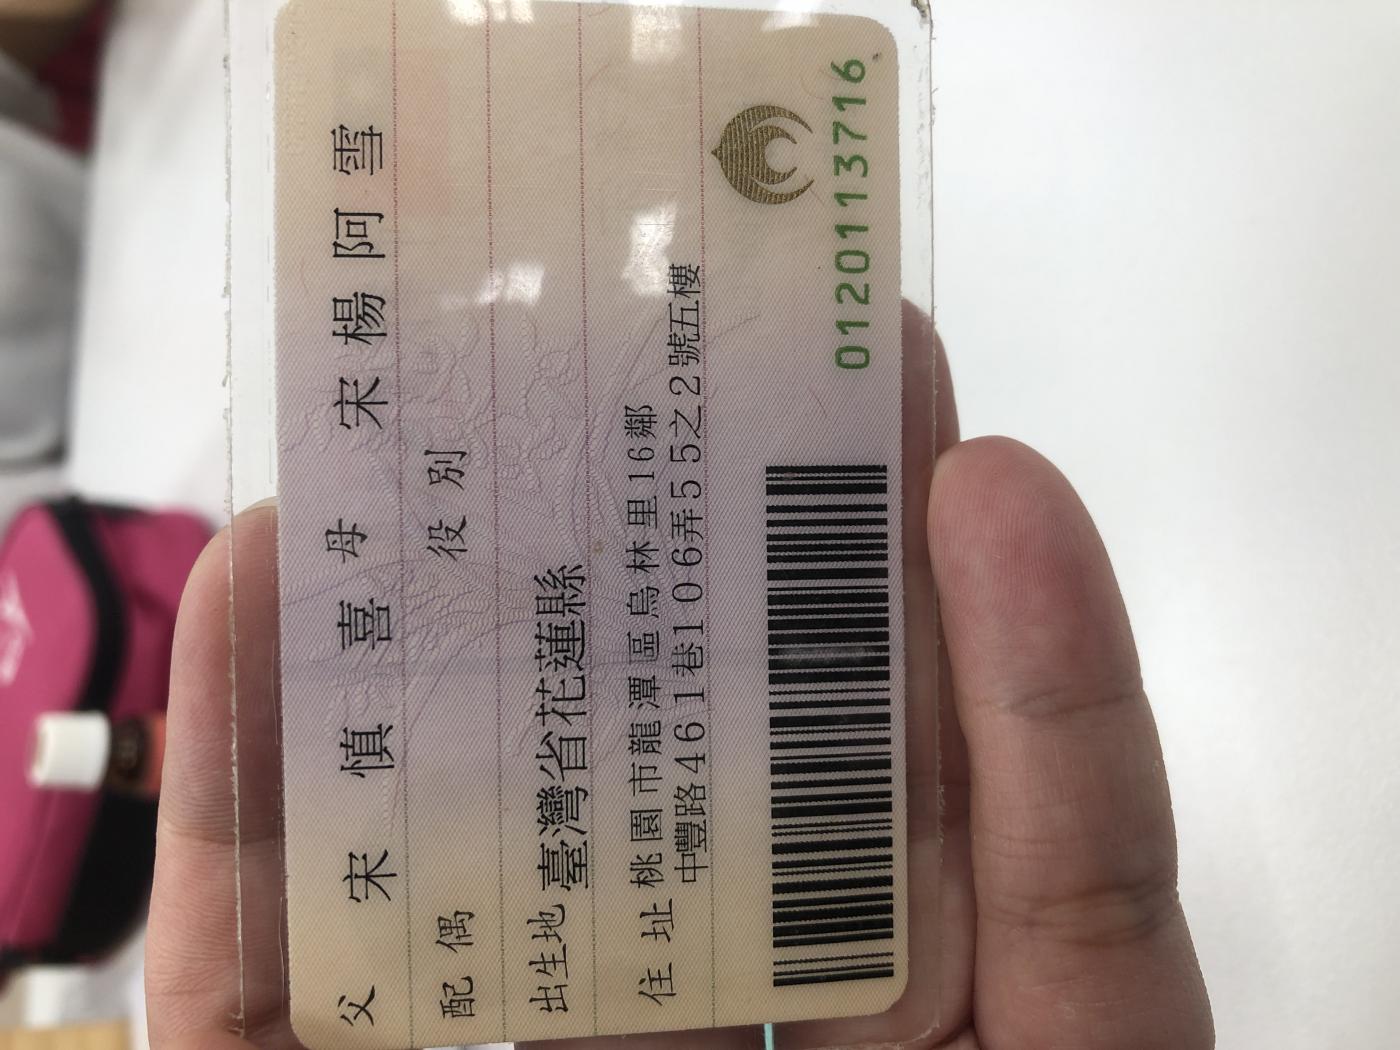 父 宋慎喜 母 宋楊阿雪
配偶 役別
出生地 臺灣省花蓮縣
住址 桃園市龍潭區烏林里16鄰
中豐路461巷106弄55之2號五樓
0120113716